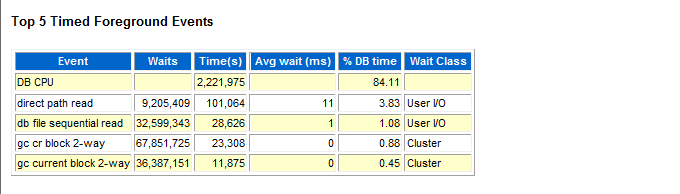 Top 5 Timed Foreground Events
Event Waits Time(s) Avg wait (ms) % DB time Wait Class
DB CPU 2,221,975 84.11
direct path read 9,205,409 101,064 11 3.83 User I/O
db file sequential read 32,599,343 28,626 1 1.08 User I/O
gc cr block 2-way 67,851,725 23,308 0 0.88 Cluster
gc current block 2-way 36,387,151 11,875 0 0.45 Cluster